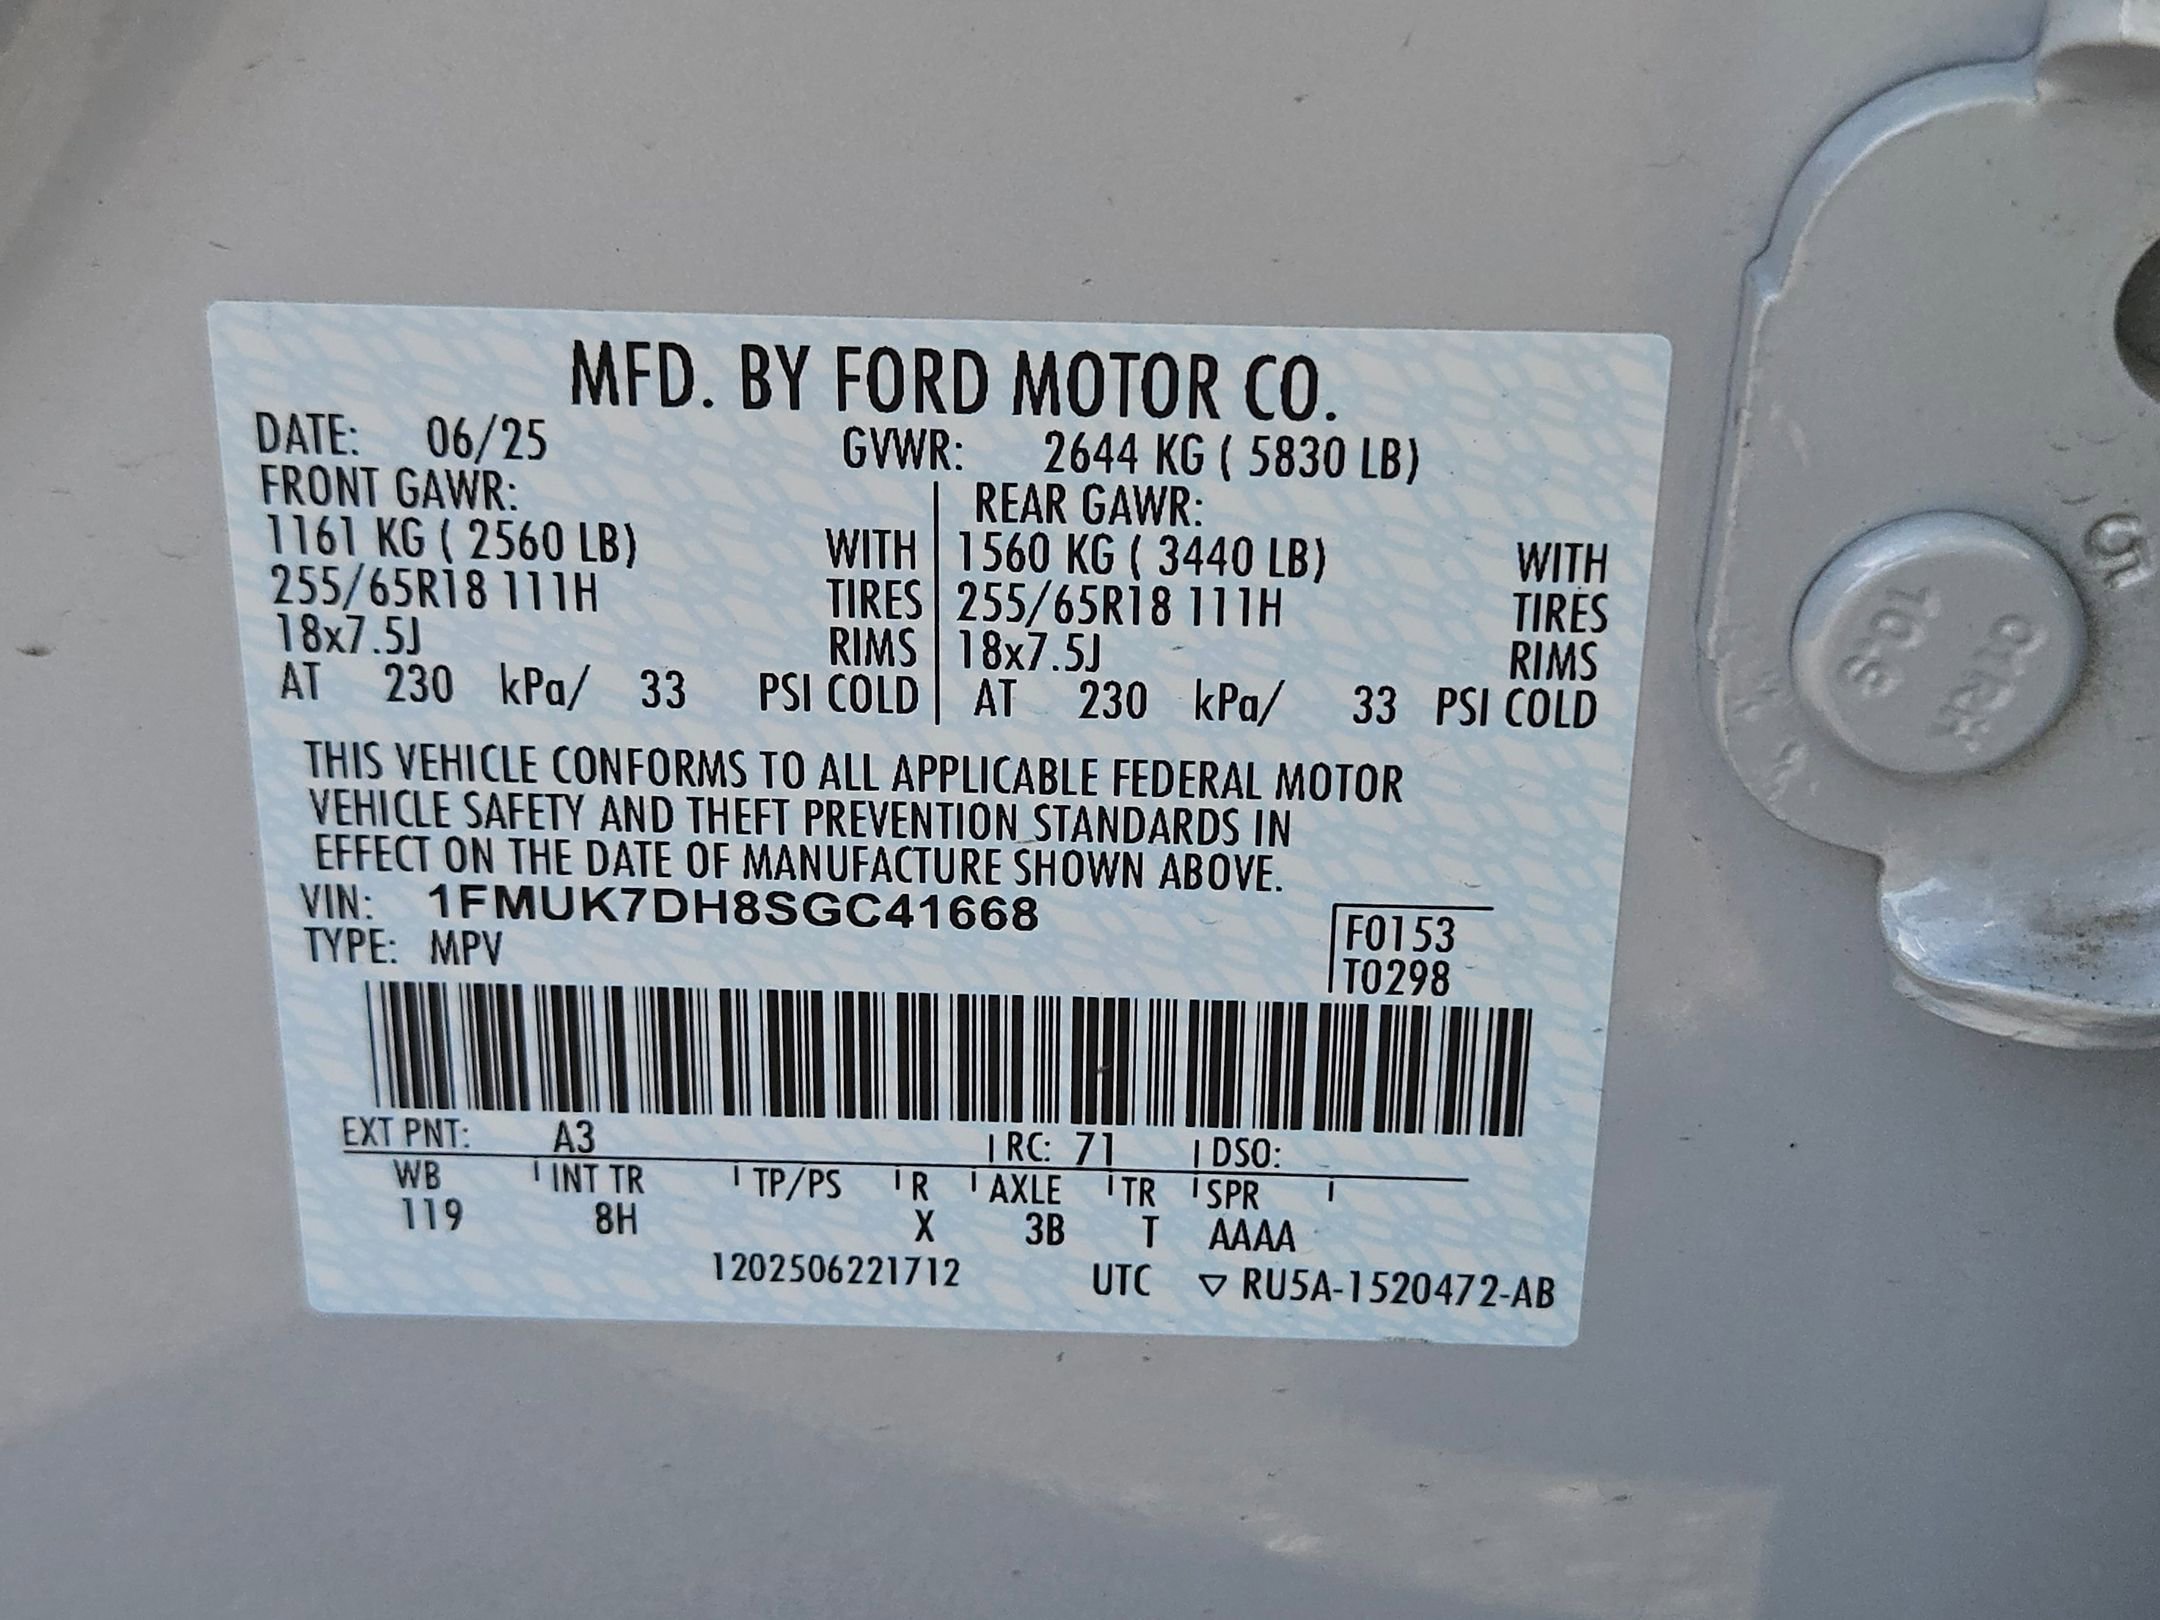 MFD. BY FORD MOTOR CO.
DATE: 06/25 GVWR: 2644 KG ( 5830 LB)
FRONT GAWR: REAR GAWR:
1161 KG ( 2560 LB) WITH 1560 KG ( 3440 LB) WITH
255/65R18 111H TIRES 255/65R18 111H TIRES
18x7.5J RIMS 18x7.5J RIMS
AT 230 kPa/ 33 PSI COLD AT 230 kPa/ 33 PSI COLD
THIS VEHICLE CONFORMS TO ALL APPLICABLE FEDERAL MOTOR
VEHICLE SAFETY AND THEFT PREVENTION STANDARDS IN
EFFECT ON THE DATE OF MANUFACTURE SHOWN ABOVE.
VIN: 1FMUK7DH8SGC41668
TYPE: MPV
F0153
T0298
EXT PNT: A3 RC: 71 DSO:
WB INT TR TP/PS R AXLE TR SPR
119 8H X 3B T AAAA
1202506221712 UTC ▽ RU5A-1520472-AB
10.9